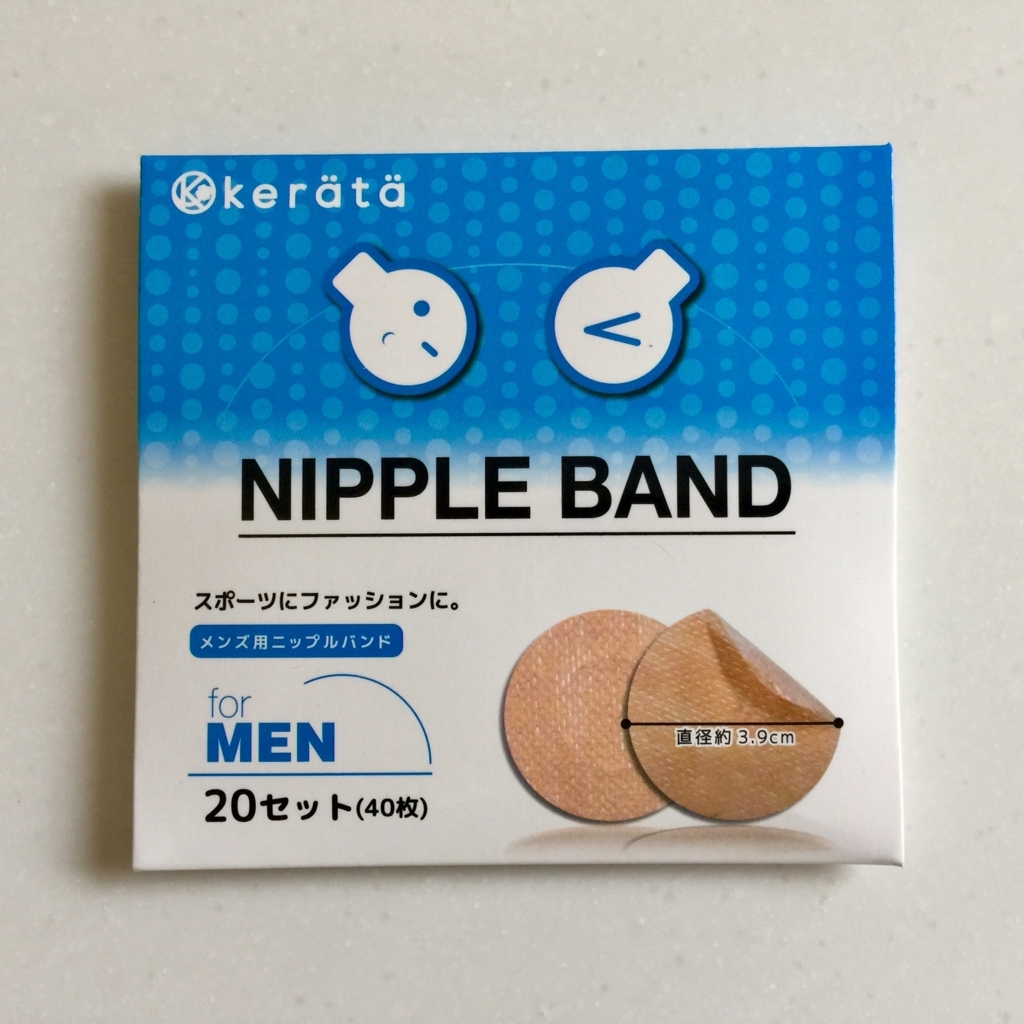 kerätä
NIPPLE BAND
スポーツにファッションに。
メンズ用ニップルバンド
for
MEN
20セット(40枚)
直径約3.9cm